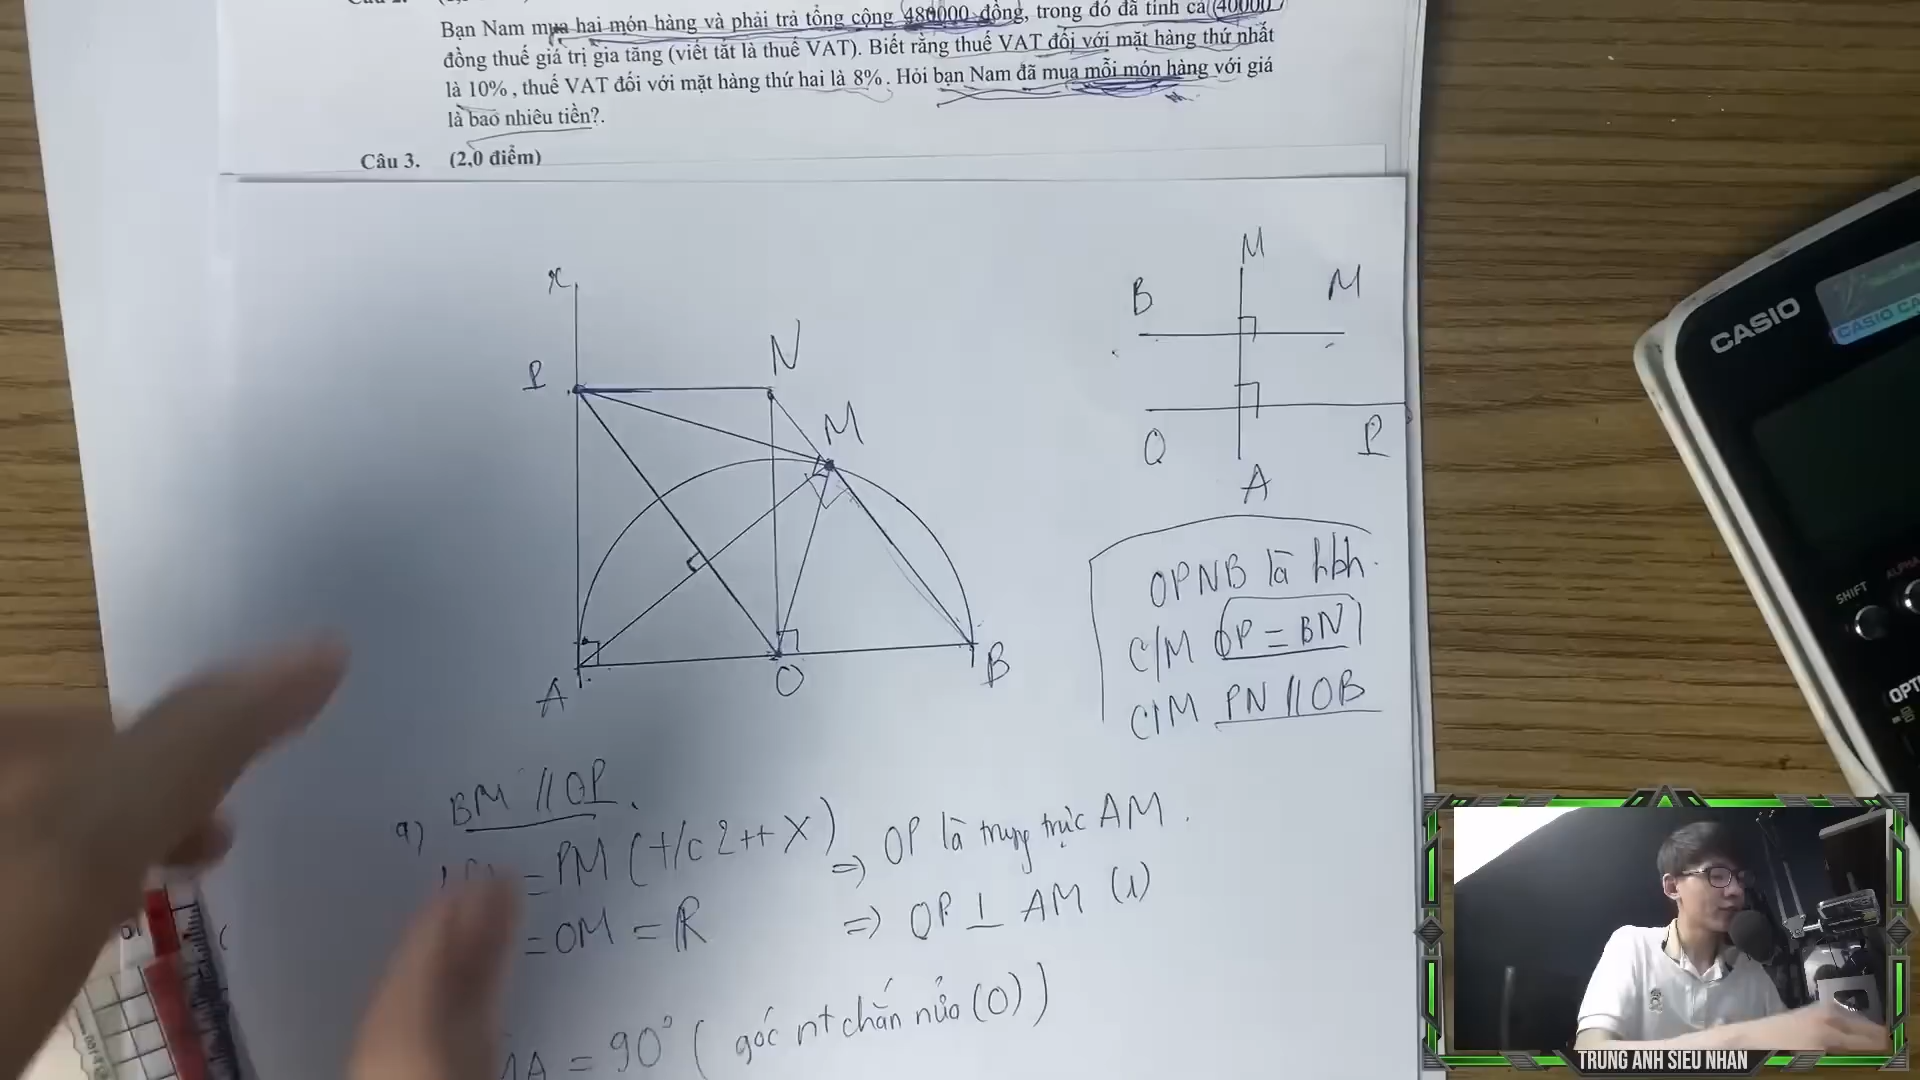 Bạn Nam mua hai món hàng và phải trả tổng cộng 480000 đồng, trong đó đã tính cả (40000
đồng thuế giá trị gia tăng (viết tắt là thuế VAT). Biết rằng thuế VAT đối với mặt hàng thứ nhất
là 10%, thuế VAT đối với mặt hàng thứ hai là 8%. Hỏi bạn Nam đã mua mỗi món hàng với giá
là bao nhiêu tiền?.
Câu 3. (2,0 điểm)
x
P
N
M
A
O
B
M
B
M
O
P
A
OPNB là hbh.
C/M OP = BN
C/M PN // OB
a) BM // OP.
= PM (t/c 2 tt X) => OP là trung trực AM.
= OM = R => OP ⊥ AM (1)
MA = 90° (góc nt chắn nửa (O))
CASIO
CASIO CA
SHIFT
ALPHA
OPTN
TRUNG ANH SIEU NHAN